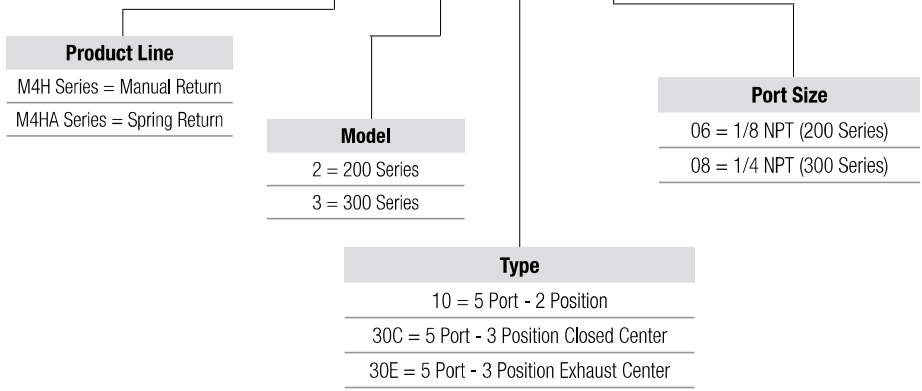 Product Line
M4H Series = Manual Return
M4HA Series = Spring Return
Model
2 = 200 Series
3 = 300 Series
Port Size
06 = 1/8 NPT (200 Series)
08 = 1/4 NPT (300 Series)
Type
10 = 5 Port - 2 Position
30C = 5 Port - 3 Position Closed Center
30E = 5 Port - 3 Position Exhaust Center